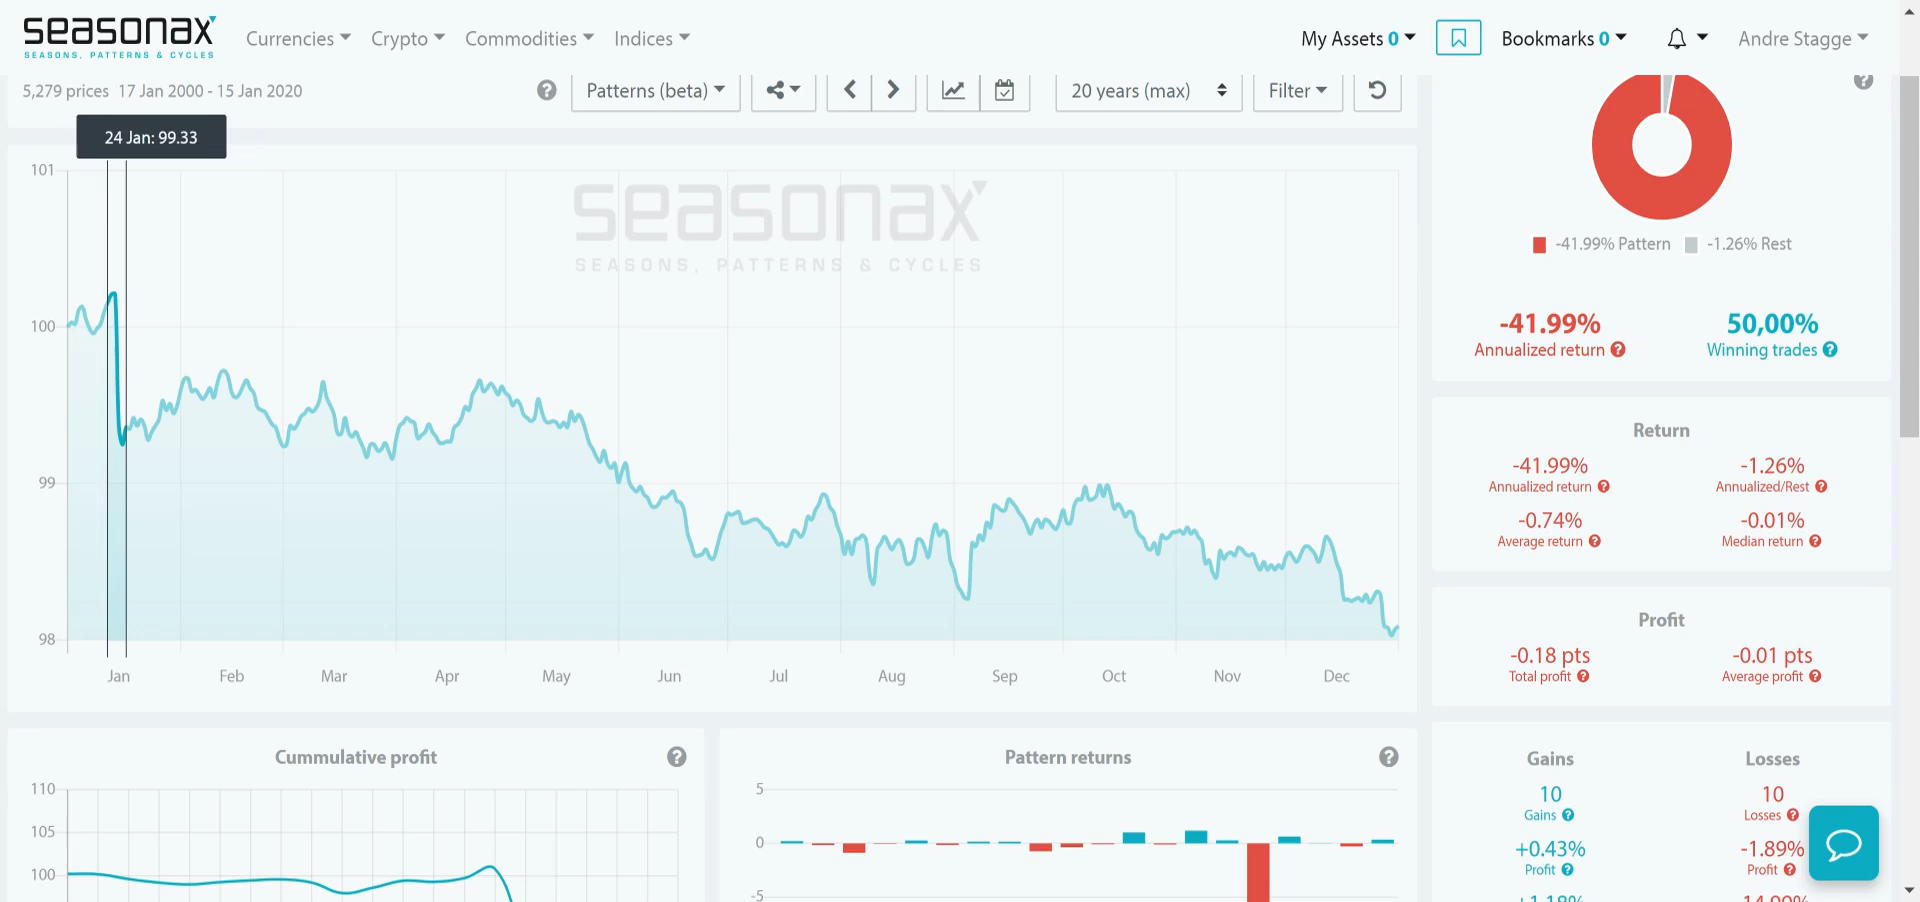 seasonax
SEASONS, PATTERNS & CYCLES
Currencies Crypto Commodities Indices My Assets 0 Bookmarks 0 Andre Stagge
5,279 prices 17 Jan 2000 - 15 Jan 2020 Patterns (beta) 20 years (max) Filter
24 Jan: 99.33
101
100
99
98
seasonax
SEASONS, PATTERNS & CYCLES
Jan Feb Mar Apr May Jun Jul Aug Sep Oct Nov Dec
-41.99% Pattern -1.26% Rest
-41.99% 50,00%
Annualized return Winning trades
Return
-41.99% -1.26%
Annualized return Annualized/Rest
-0.74% -0.01%
Average return Median return
Profit
-0.18 pts -0.01 pts
Total profit Average profit
Cummulative profit
110
105
100
Pattern returns
5
0
-5
Gains Losses
10 10
Gains Losses
+0.43% -1.89%
Profit Profit